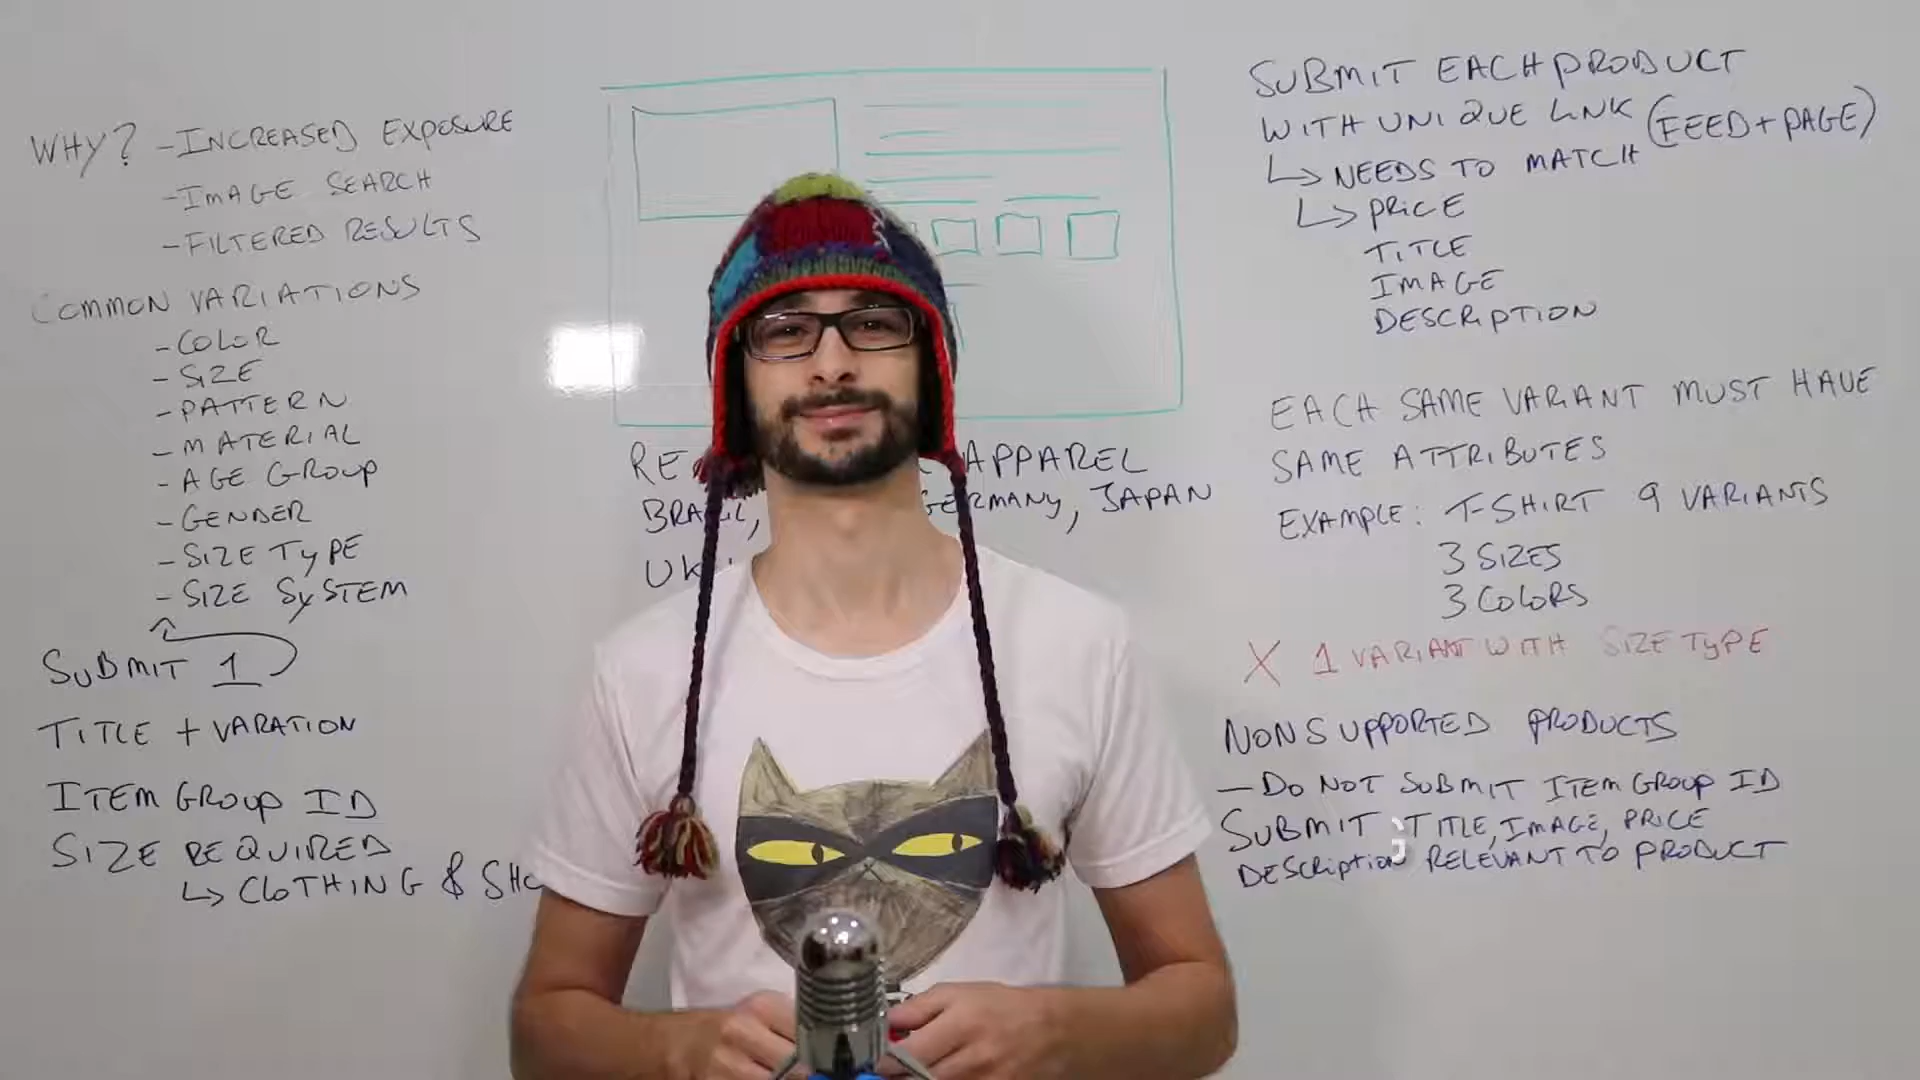 WHY? - INCREASED EXPOSURE
- IMAGE SEARCH
- FILTERED RESULTS
COMMON VARIATIONS
- COLOR
- SIZE
- PATTERN
- MATERIAL
- AGE GROUP
- GENDER
- SIZE TYPE
- SIZE SYSTEM
SUBMIT 1
TITLE + VARATION
ITEM GROUP ID
SIZE REQUIRED
↳ CLOTHING &
APPAREL
GERMANY, JAPAN
UK
SUBMIT EACH PRODUCT
WITH UNIQUE LINK (FEED + PAGE)
↳ NEEDS TO MATCH
↳ PRICE
TITLE
IMAGE
DESCRIPTION
EACH SAME VARIANT MUST HAVE
SAME ATTRIBUTES
EXAMPLE: T-SHIRT 9 VARIANTS
3 SIZES
3 COLORS
X 1 VARIANT WITH SIZE TYPE
NON SUPPORTED PRODUCTS
- DO NOT SUBMIT ITEM GROUP ID
SUBMIT : TITLE, IMAGE, PRICE
DESCRIPTION RELEVANT TO PRODUCT